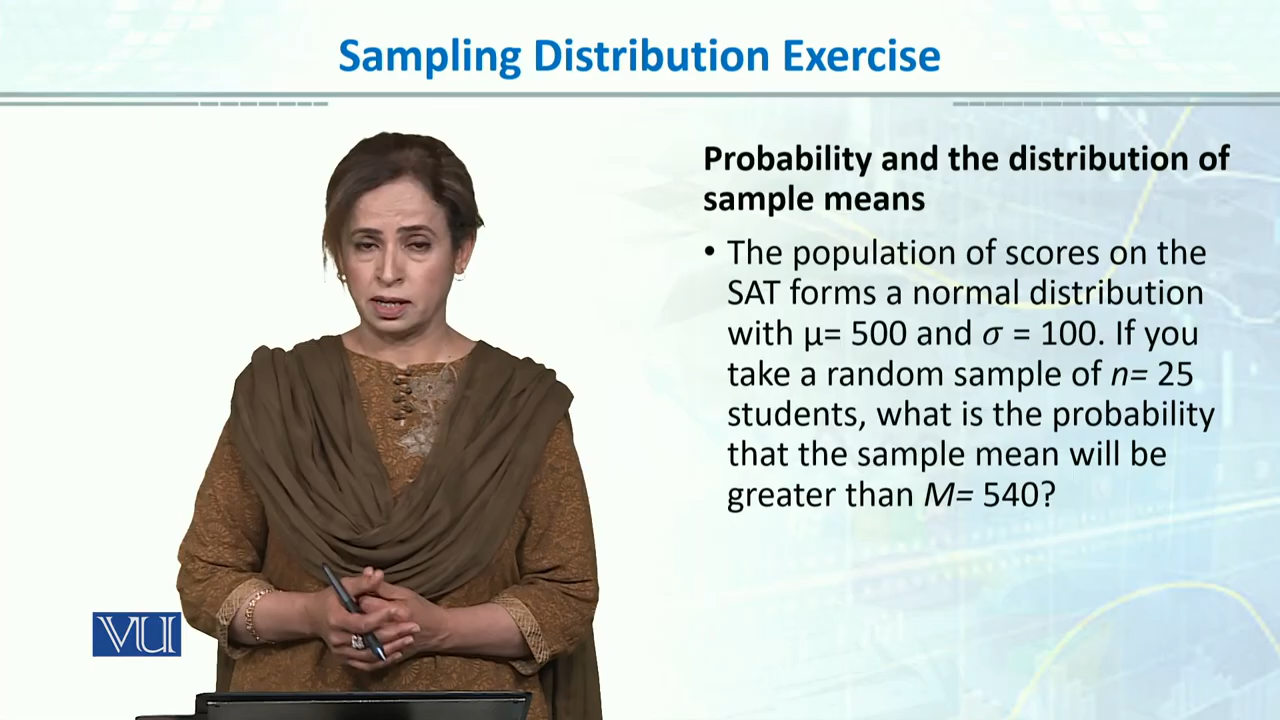 Sampling Distribution Exercise
Probability and the distribution of
sample means
• The population of scores on the
SAT forms a normal distribution
with μ= 500 and 𝜎 = 100. If you
take a random sample of n= 25
students, what is the probability
that the sample mean will be
greater than M= 540?
VU